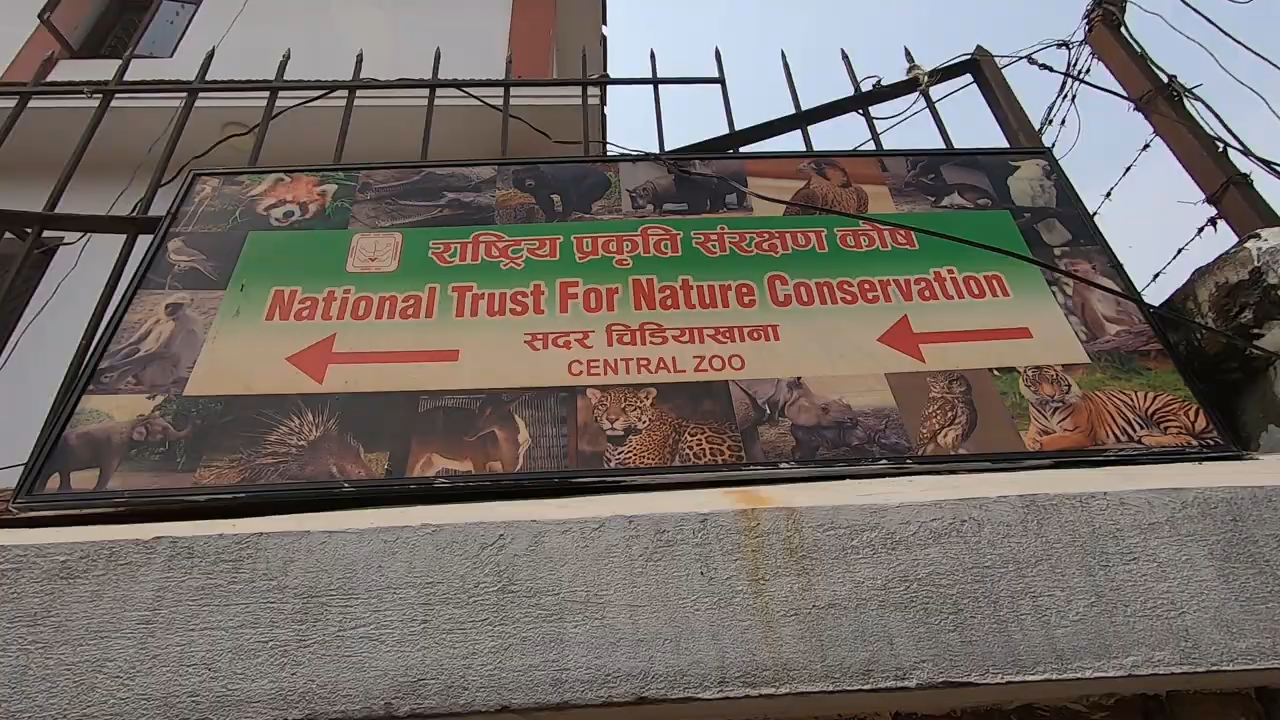 राष्ट्रिय प्रकृति संरक्षण कोष
National Trust For Nature Conservation
सदर चिडियाखाना
CENTRAL ZOO